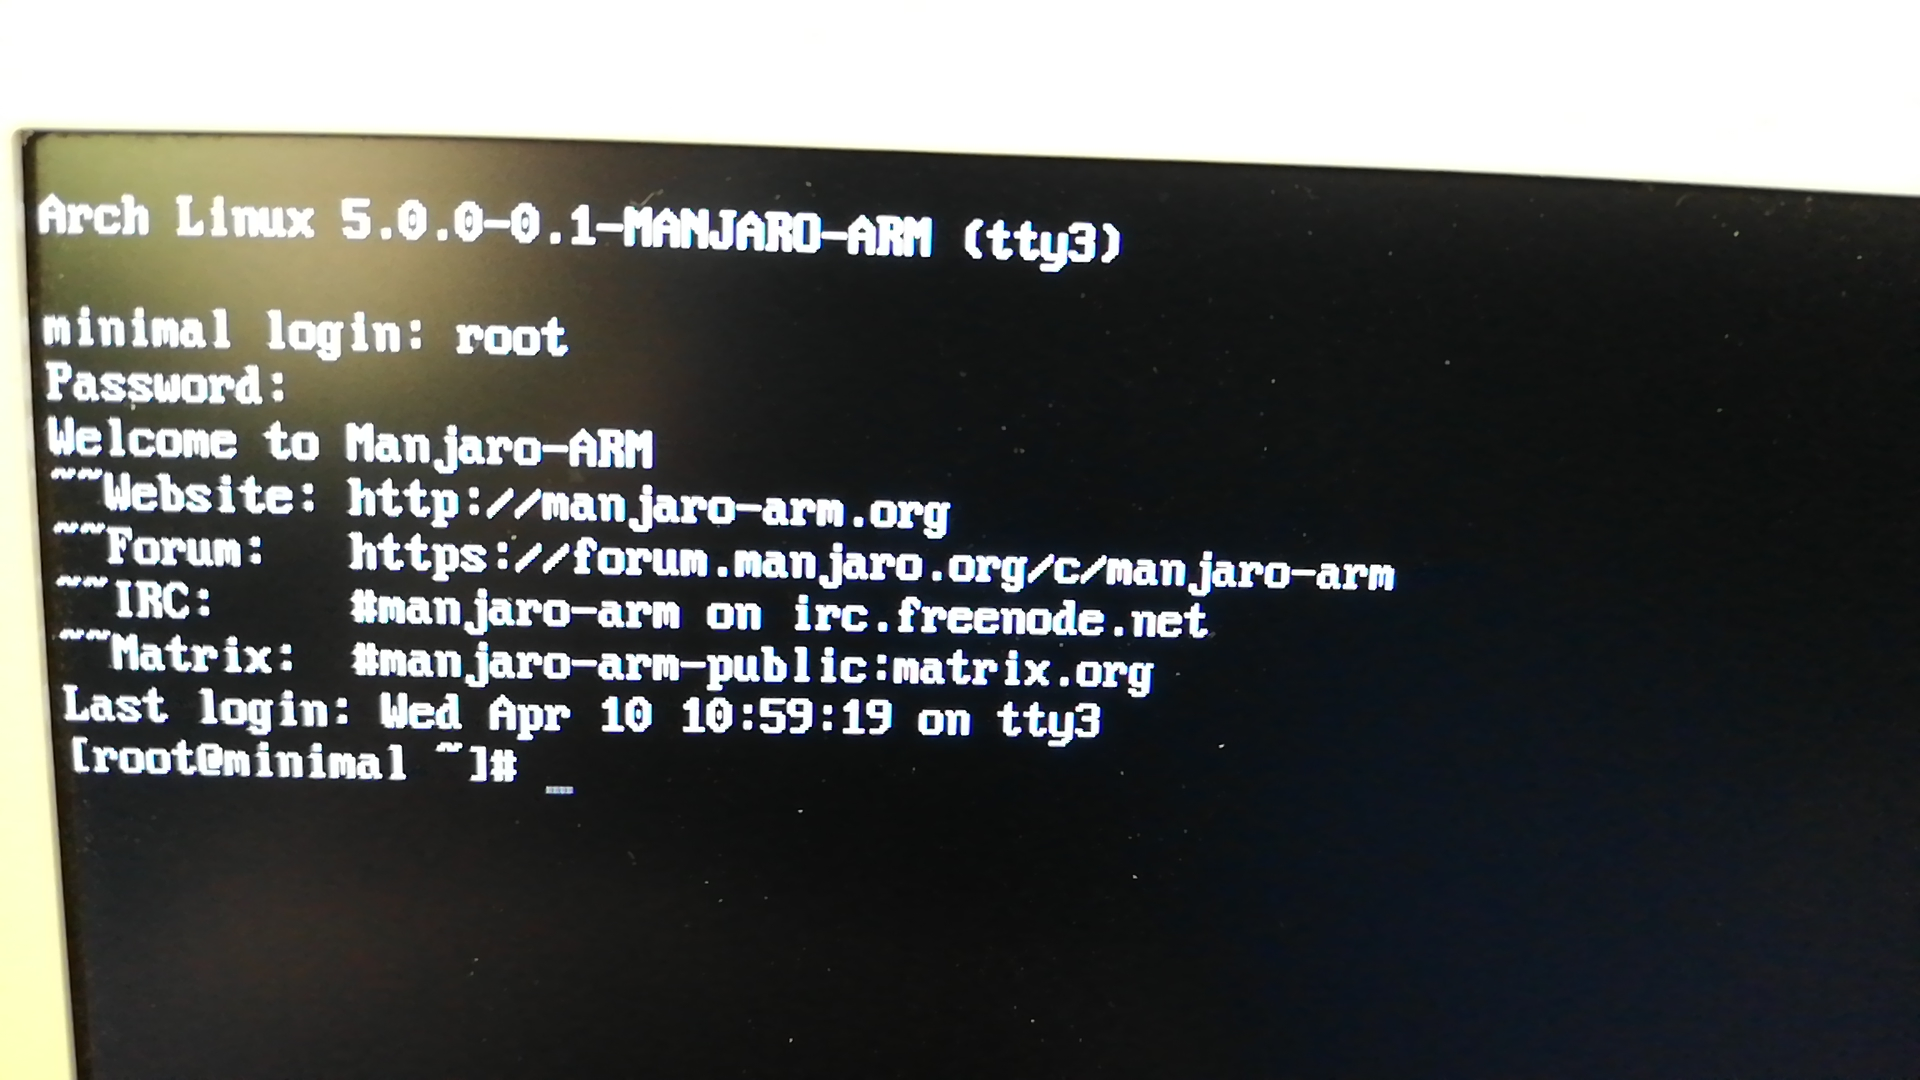 Arch Linux 5.0.0-0.1-MANJARO-ARM (tty3)
minimal login: root
Password:
Welcome to Manjaro-ARM
~~Website: http://manjaro-arm.org
~~Forum:   https://forum.manjaro.org/c/manjaro-arm
~~IRC:     #manjaro-arm on irc.freenode.net
~~Matrix:  #manjaro-arm-public:matrix.org
Last login: Wed Apr 10 10:59:19 on tty3
[root@minimal ~]# _